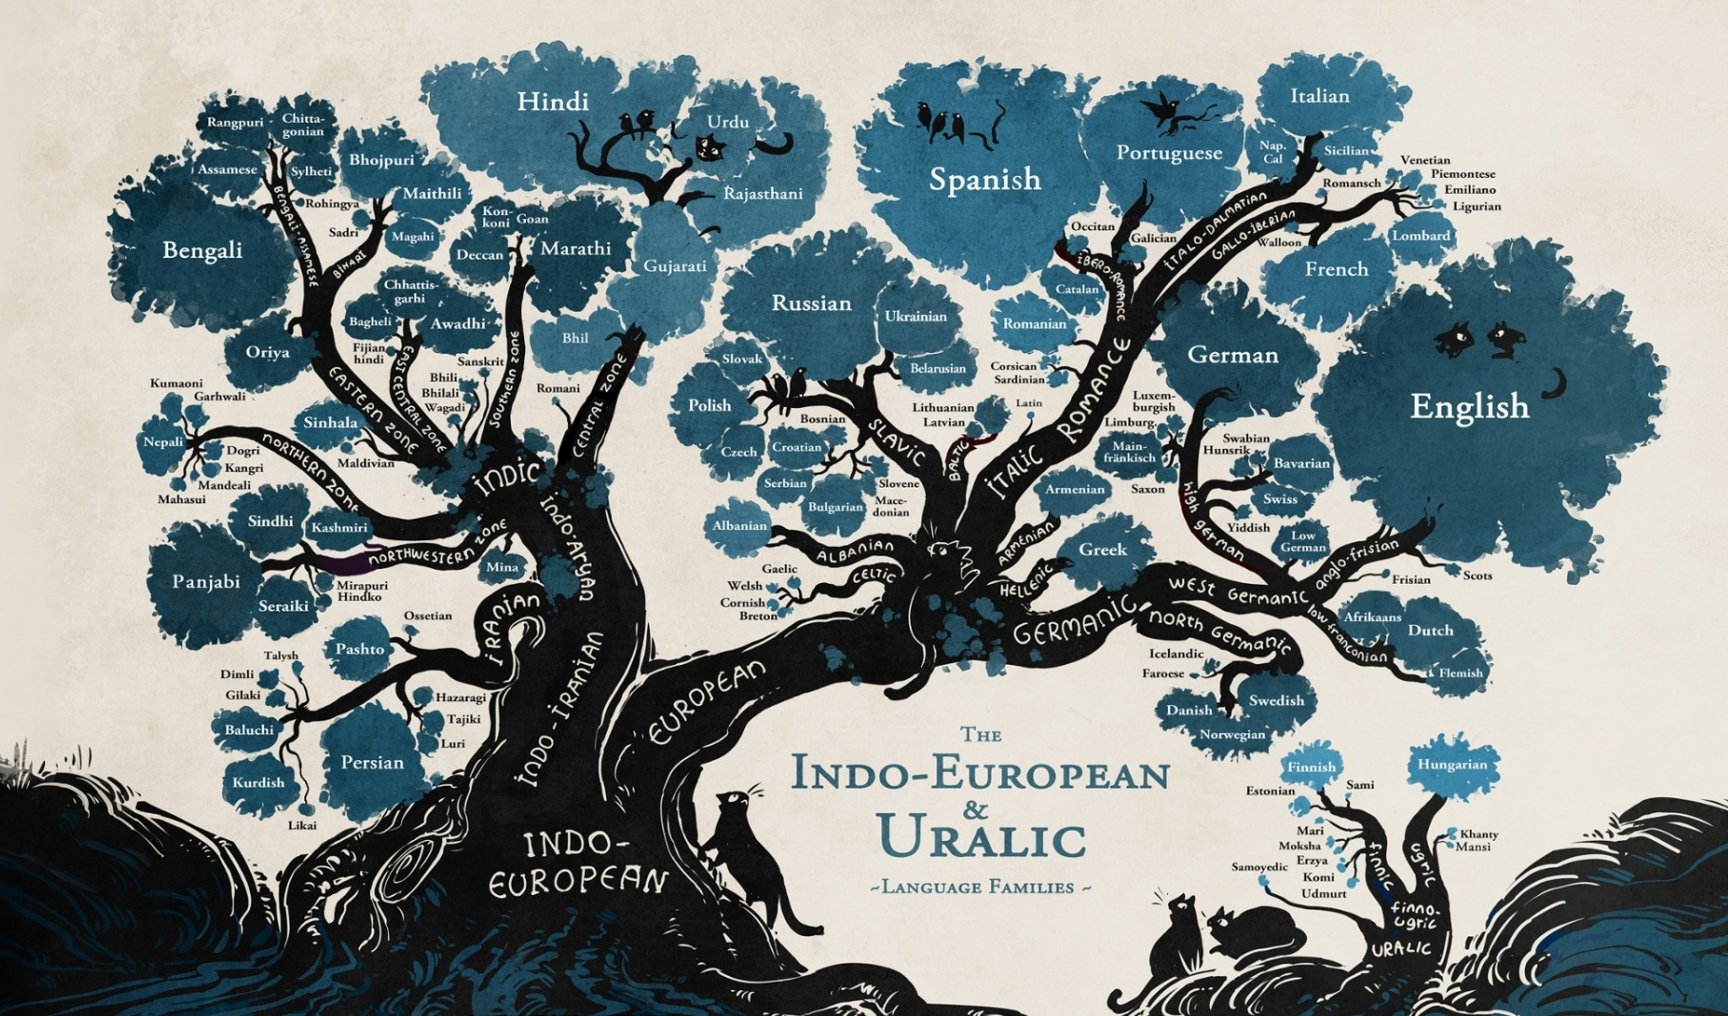 Hindi
Urdu
Rajasthani
Gujarati
Bhil
Romani
CENTRAL ZONE
Rangpuri
Chitta-
gonian
Assamese
Sylheti
Rohingya
Bengali
BENGALI-ASSAMESE
Bhojpuri
Maithili
Sadri
Magahi
BIHARI
Oriya
EASTERN ZONE
Kon-
koni
Goan
Deccan
Marathi
Sanskrit
SOUTHERN ZONE
Chhattis-
garhi
Bagheli
Awadhi
Fijian
hindi
EAST CENTRAL ZONE
Bhili
Bhilali
Wagadi
Sinhala
Maldivian
Kumaoni
Garhwali
Nepali
Dogri
Kangri
Mandeali
Mahasui
NORTHERN ZONE
INDIC
Sindhi
Kashmiri
Panjabi
Mirapuri
Hindko
Seraiki
NORTHWESTERN ZONE
Mina
Indo-Aryan
IRANIAN
Ossetian
Pashto
Talysh
Dimli
Gilaki
Baluchi
Kurdish
Likai
Hazaragi
Tajiki
Luri
Persian
INDO-IRANIAN
EUROPEAN
INDO-
EUROPEAN
Russian
Ukrainian
Belarusian
Slovak
Polish
Czech
Bosnian
Croatian
Serbian
Bulgarian
Slovene
Mace-
donian
SLAVIC
Lithuanian
Latvian
BALTIC
Albanian
ALBANIAN
Gaelic
Welsh
Cornish
Breton
CELTIC
Spanish
Portuguese
Occitan
Galician
Catalan
IBERO-ROMANCE
Italian
Nap.
Cal
Sicilian
ITALO-DALMATIAN
Romansch
Venetian
Piemontese
Emiliano
Ligurian
Lombard
Walloon
French
GALLO-IBERIAN
Romanian
Corsican
Sardinian
Latin
ROMANCE
ITALIC
Armenian
ARMENIAN
Greek
HELLENIC
GERMANIC
German
Luxem-
burgish
Limburg.
Main-
fränkisch
Saxon
Swabian
Hunsrik
Bavarian
Swiss
Yiddish
high german
Low
German
WEST Germanic
English
anglo-frisian
Frisian
Scots
Afrikaans
Dutch
Flemish
low franconian
north Germanic
Icelandic
Faroese
Danish
Swedish
Norwegian
THE
INDO-EUROPEAN
&
URALIC
~LANGUAGE FAMILIES ~
Finnish
Hungarian
Estonian
Sami
Mari
Moksha
Erzya
Komi
Udmurt
Samoyedic
Khanty
Mansi
finnic
ugric
finno-
ugric
URALIC